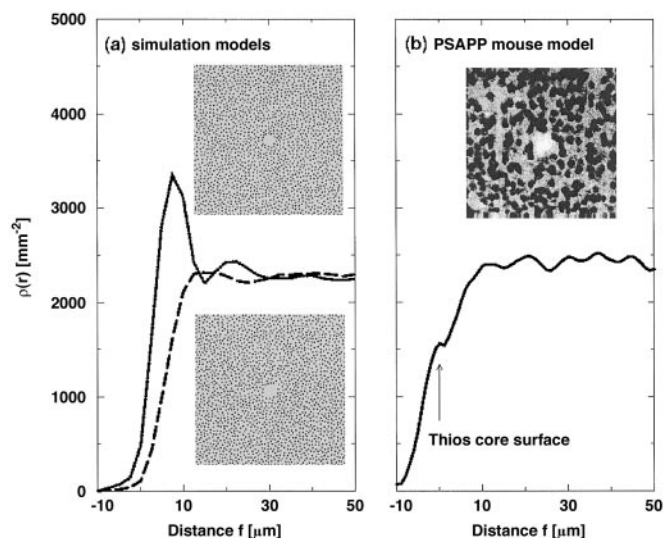 (a) simulation models
(b) PSAPP mouse model
ρ(r) [mm⁻²]
5000
4000
3000
2000
1000
0
-10
10
30
50
Distance f [μm]
Thios core surface
-10
10
30
50
Distance f [μm]